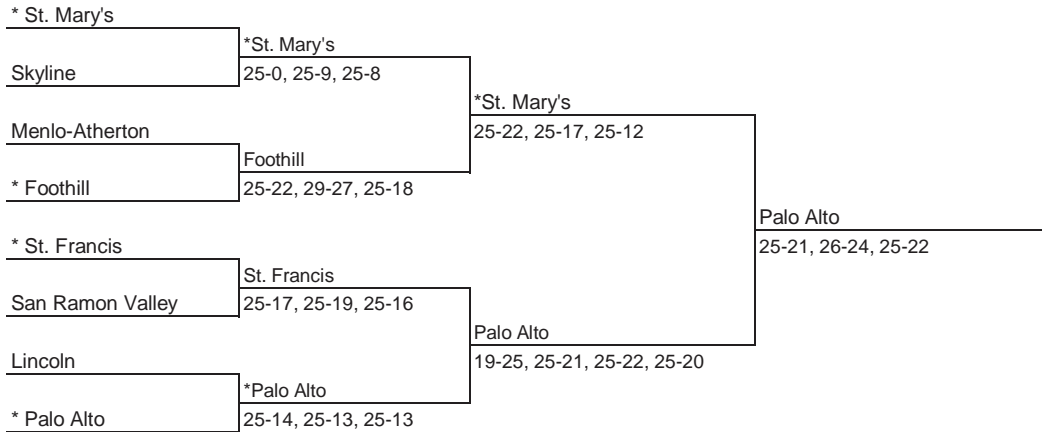 * St. Mary's
*St. Mary's
Skyline
25-0, 25-9, 25-8
*St. Mary's
Menlo-Atherton
25-22, 25-17, 25-12
Foothill
* Foothill
25-22, 29-27, 25-18
Palo Alto
* St. Francis
25-21, 26-24, 25-22
St. Francis
San Ramon Valley
25-17, 25-19, 25-16
Palo Alto
Lincoln
19-25, 25-21, 25-22, 25-20
*Palo Alto
* Palo Alto
25-14, 25-13, 25-13